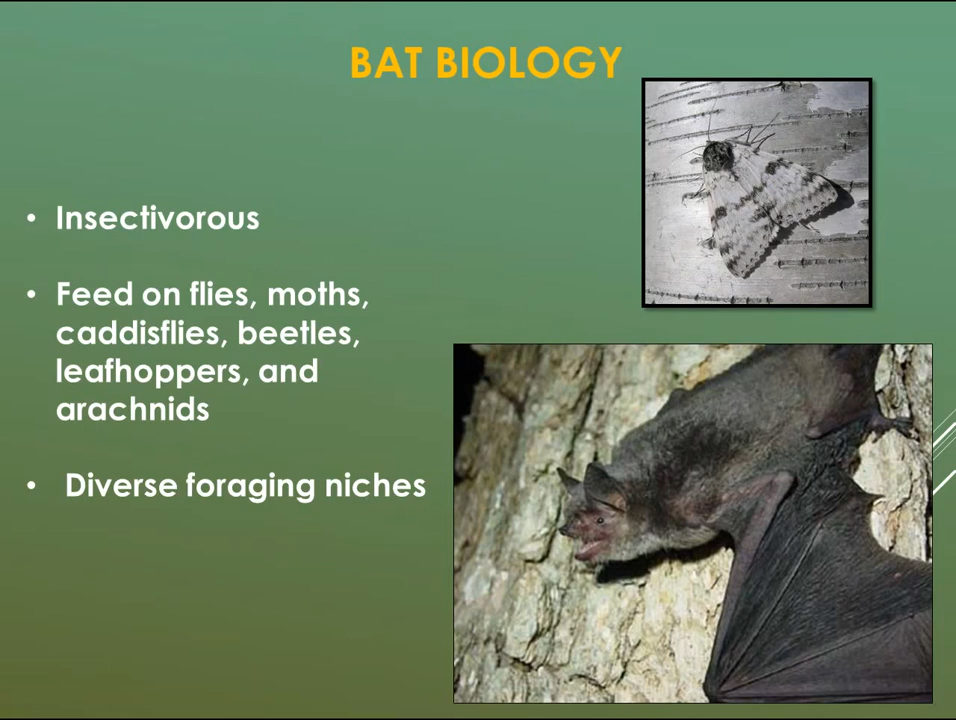 BAT BIOLOGY
• Insectivorous
• Feed on flies, moths,
caddisflies, beetles,
leafhoppers, and
arachnids
• Diverse foraging niches